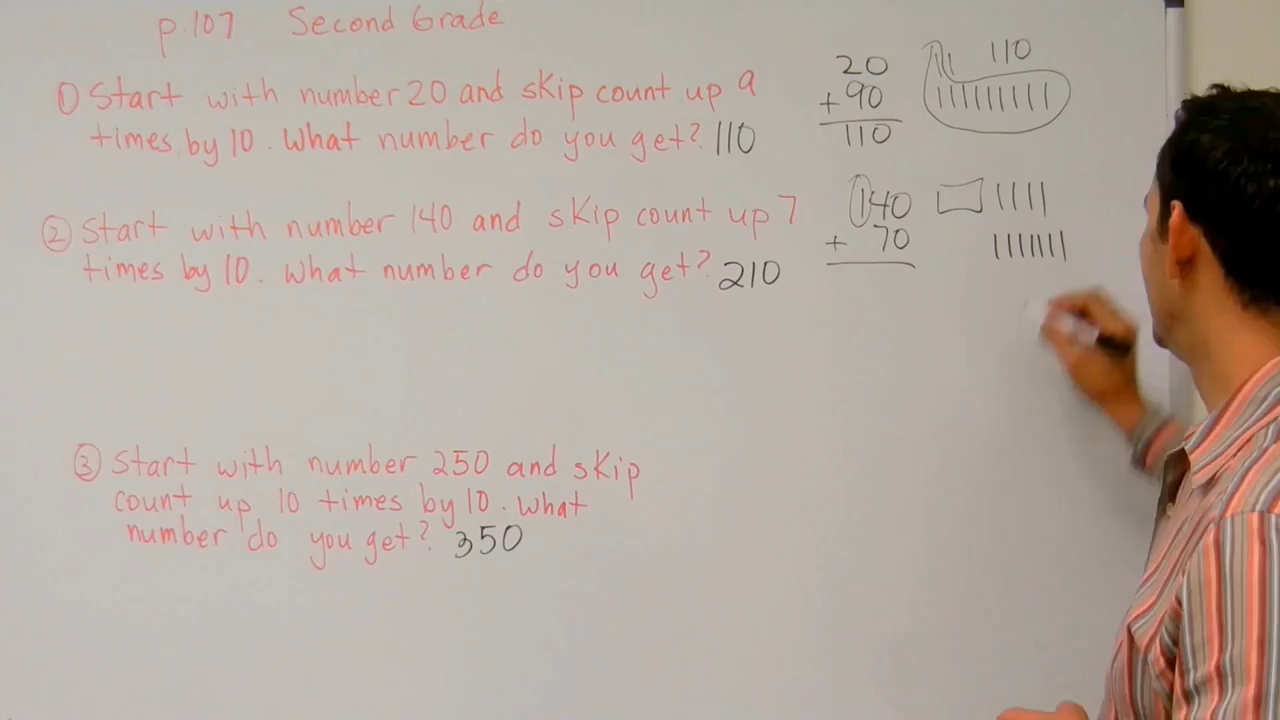 p.107 Second Grade
① Start with number 20 and skip count up 9
times by 10. What number do you get? 110
20
+ 90
110
110
② Start with number 140 and skip count up 7
times by 10. What number do you get? 210
140
+ 70
③ Start with number 250 and skip
count up 10 times by 10. What
number do you get? 350